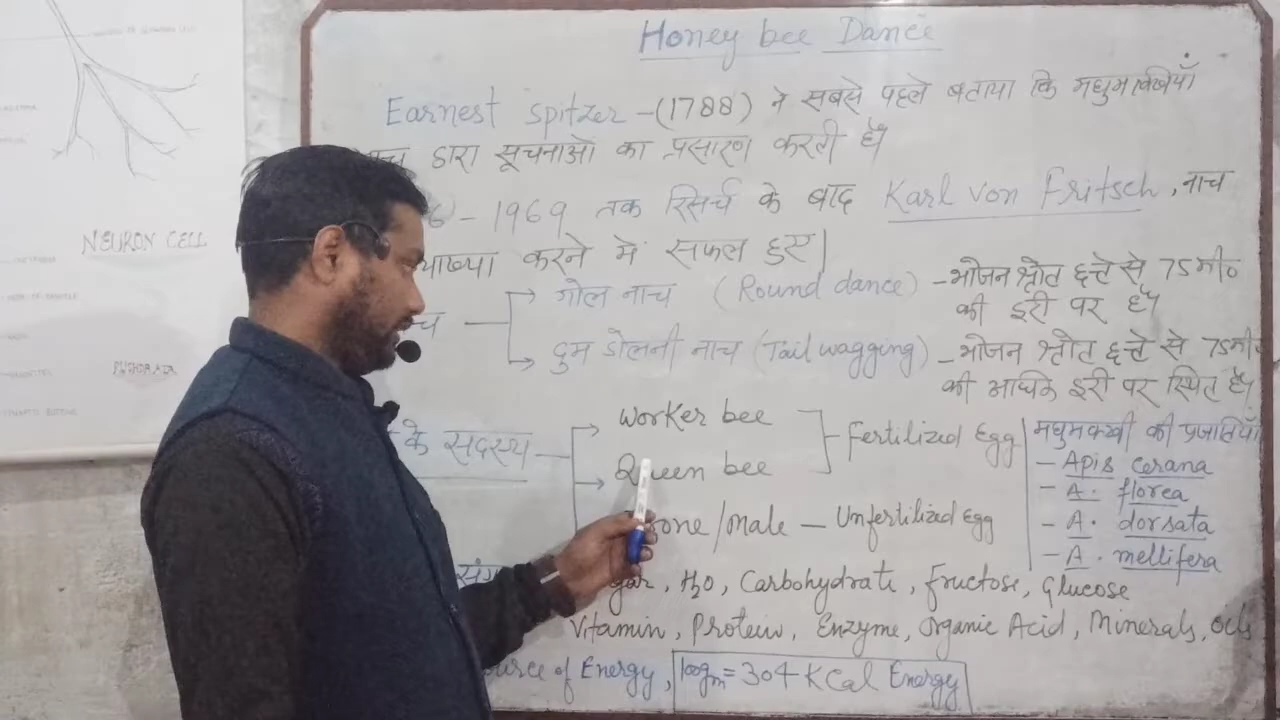 Honey bee Dance
Earnest Spitzer -(1788) ने सबसे पहले बताया कि मधुमक्खियाँ
द्वारा सूचनाओं का प्रसारण करती हैं
- 1969 तक रिसर्च के बाद Karl von Fritsch, नाच
करने में सफल हुए।
गोल नाच (Round dance) - भोजन श्रोत छत्ते से 75 मी०
की दूरी पर हैं
दुम डोलनी नाच (Tail wagging) - भोजन श्रोत छत्ते से 75 मी०
की अधिक दूरी पर स्थित हैं
के सदस्य
Worker bee
Queen bee
Fertilized Egg
/Male - Unfertilized Egg
मधुमक्खी की प्रजातियाँ
- Apis cerana
- A. florea
- A. dorsata
- A. mellifera
H2O, Carbohydrate, Fructose, Glucose
Vitamin, Protein, Enzyme, Organic Acid, Minerals, Oils
of Energy, 100gm = 304 KCal Energy
NEURON CELL